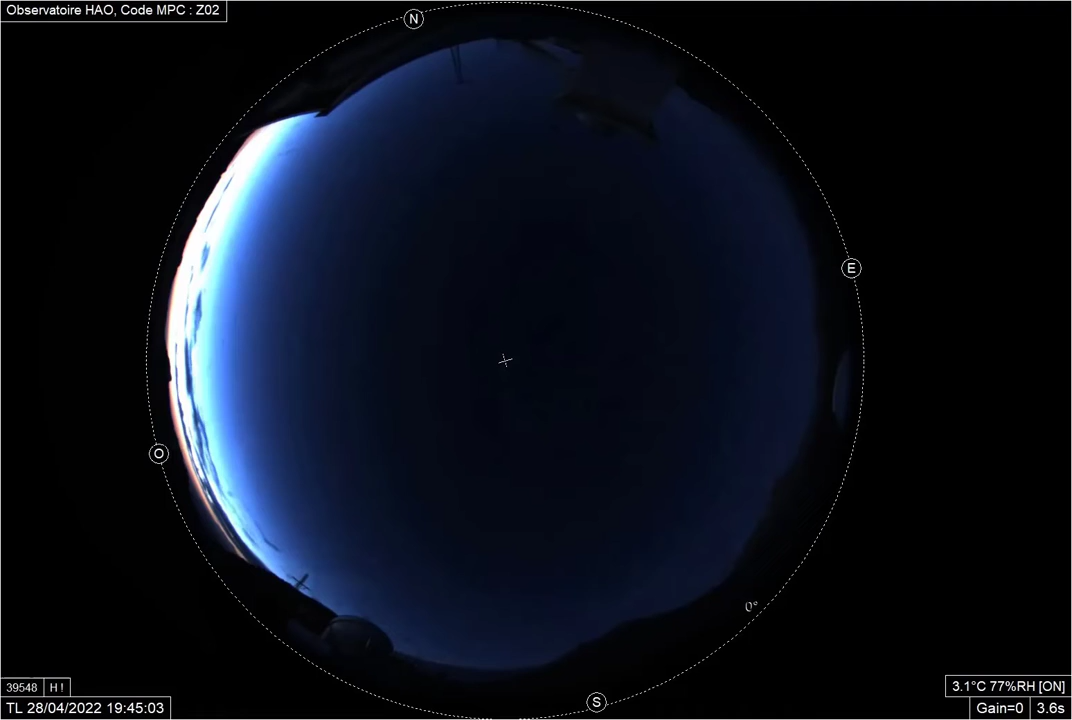 Observatoire HAO, Code MPC : Z02
N
E
O
0°
S
39548 H !
TL 28/04/2022 19:45:03
3.1°C 77%RH [ON]
Gain=0 3.6s